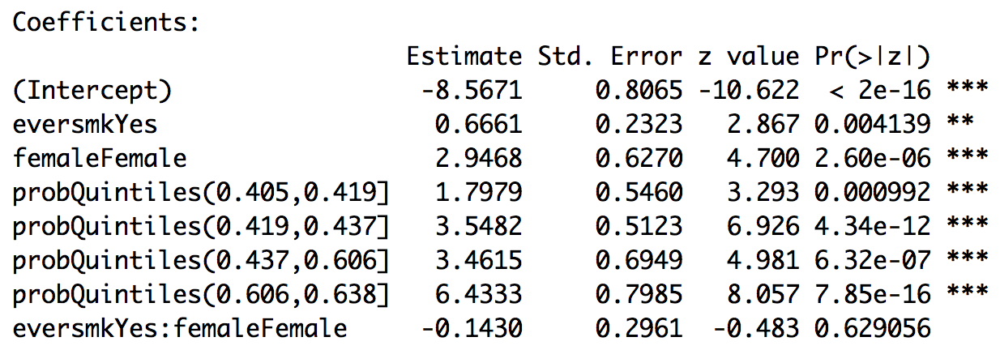 Coefficients:
Estimate Std. Error z value Pr(>|z|)
(Intercept) -8.5671 0.8065 -10.622 < 2e-16 ***
eversmkYes 0.6661 0.2323 2.867 0.004139 **
femaleFemale 2.9468 0.6270 4.700 2.60e-06 ***
probQuintiles(0.405,0.419] 1.7979 0.5460 3.293 0.000992 ***
probQuintiles(0.419,0.437] 3.5482 0.5123 6.926 4.34e-12 ***
probQuintiles(0.437,0.606] 3.4615 0.6949 4.981 6.32e-07 ***
probQuintiles(0.606,0.638] 6.4333 0.7985 8.057 7.85e-16 ***
eversmkYes:femaleFemale -0.1430 0.2961 -0.483 0.629056